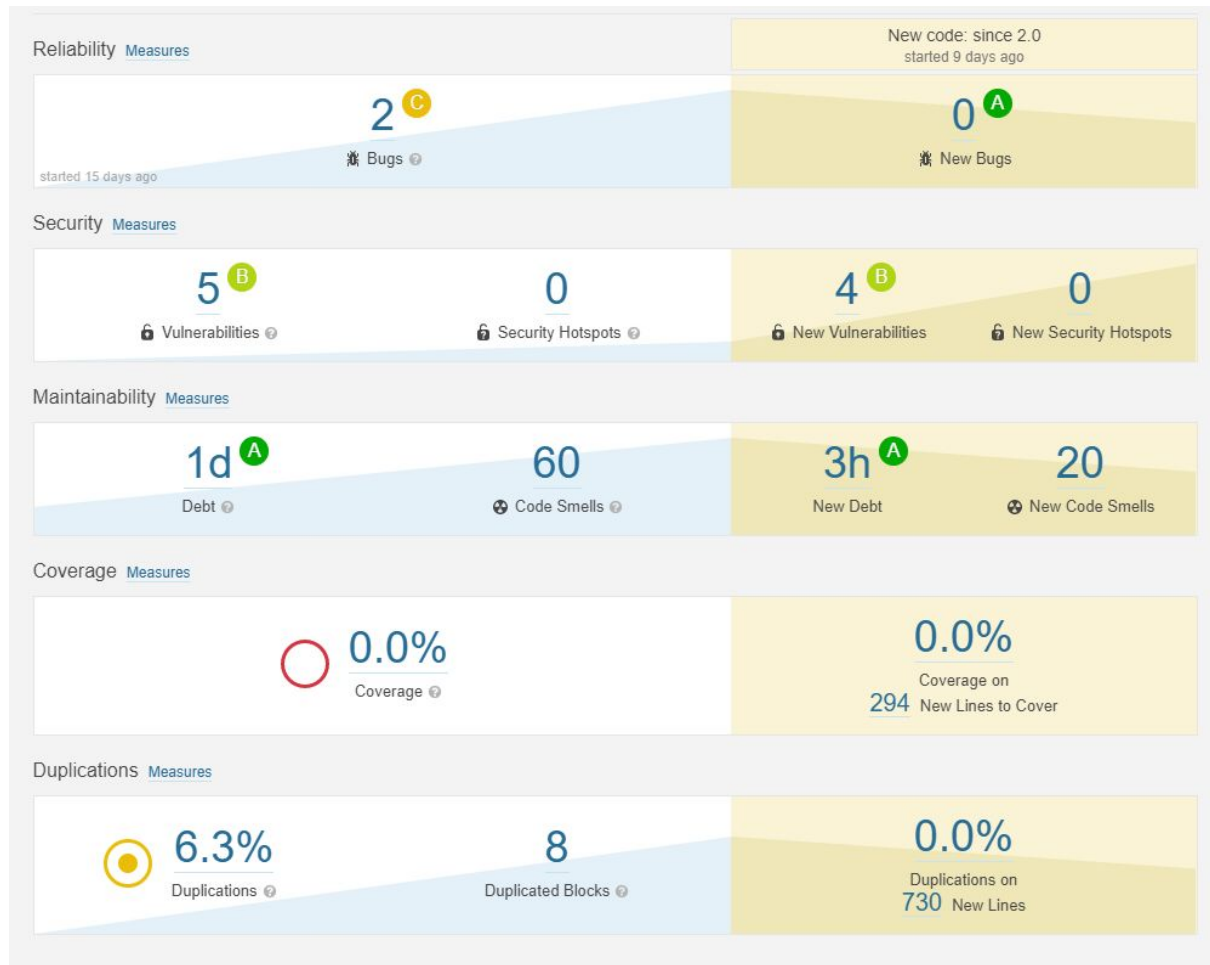 Reliability Measures
New code: since 2.0
started 9 days ago
2 C
Bugs ?
started 15 days ago
0 A
New Bugs
Security Measures
5 B
Vulnerabilities ?
0
Security Hotspots ?
4 B
New Vulnerabilities
0
New Security Hotspots
Maintainability Measures
1d A
Debt ?
60
Code Smells ?
3h A
New Debt
20
New Code Smells
Coverage Measures
0.0%
Coverage ?
0.0%
Coverage on
294 New Lines to Cover
Duplications Measures
6.3%
Duplications ?
8
Duplicated Blocks ?
0.0%
Duplications on
730 New Lines